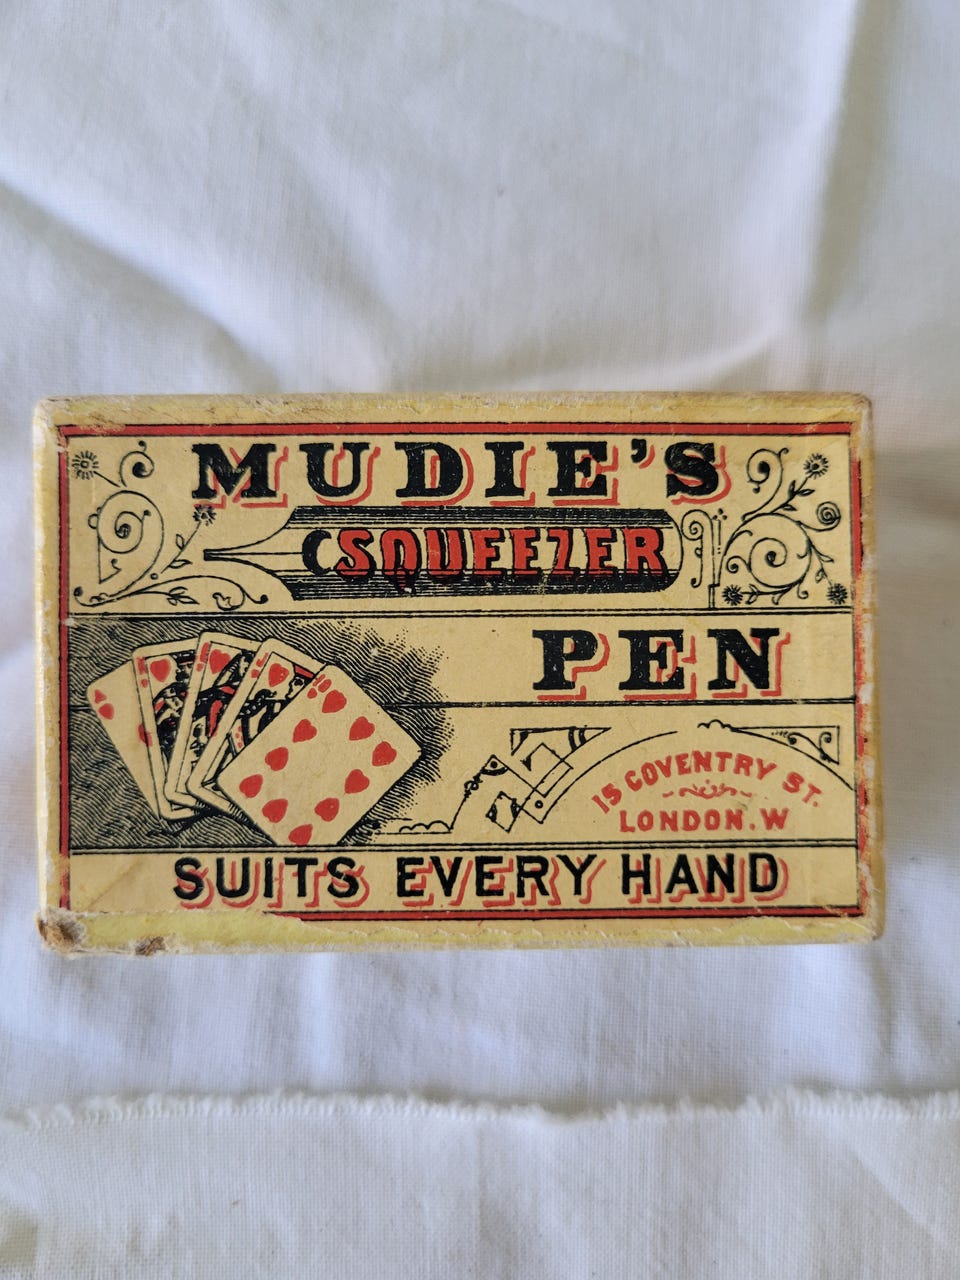 MUDIE'S
SQUEEZER
PEN
15 COVENTRY ST.
LONDON. W
SUITS EVERY HAND